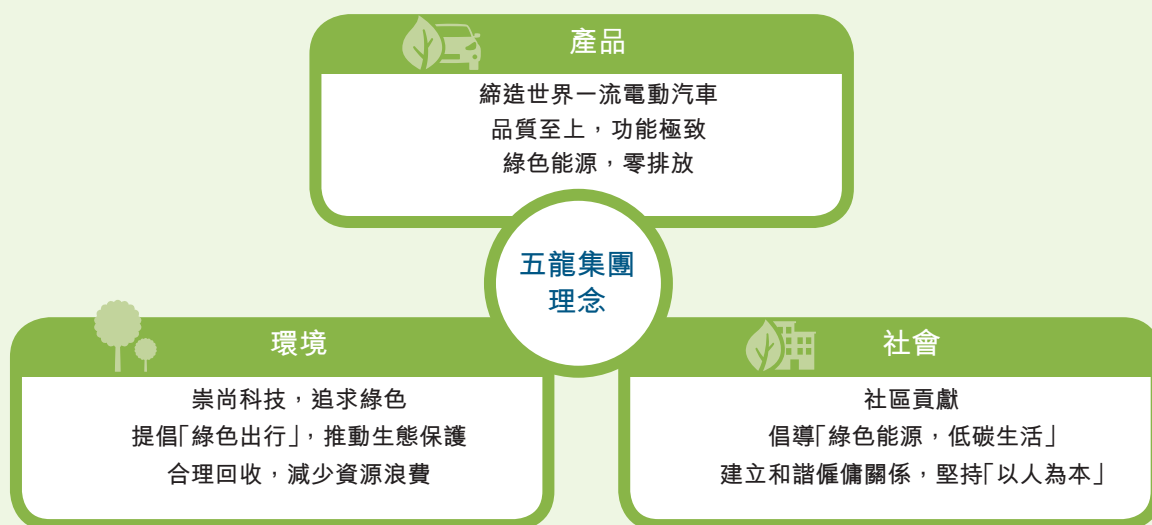 產品
締造世界一流電動汽車
品質至上，功能極致
綠色能源，零排放
五龍集團
理念
環境
崇尚科技，追求綠色
提倡「綠色出行」，推動生態保護
合理回收，減少資源浪費
社會
社區貢獻
倡導「綠色能源，低碳生活」
建立和諧僱傭關係，堅持「以人為本」